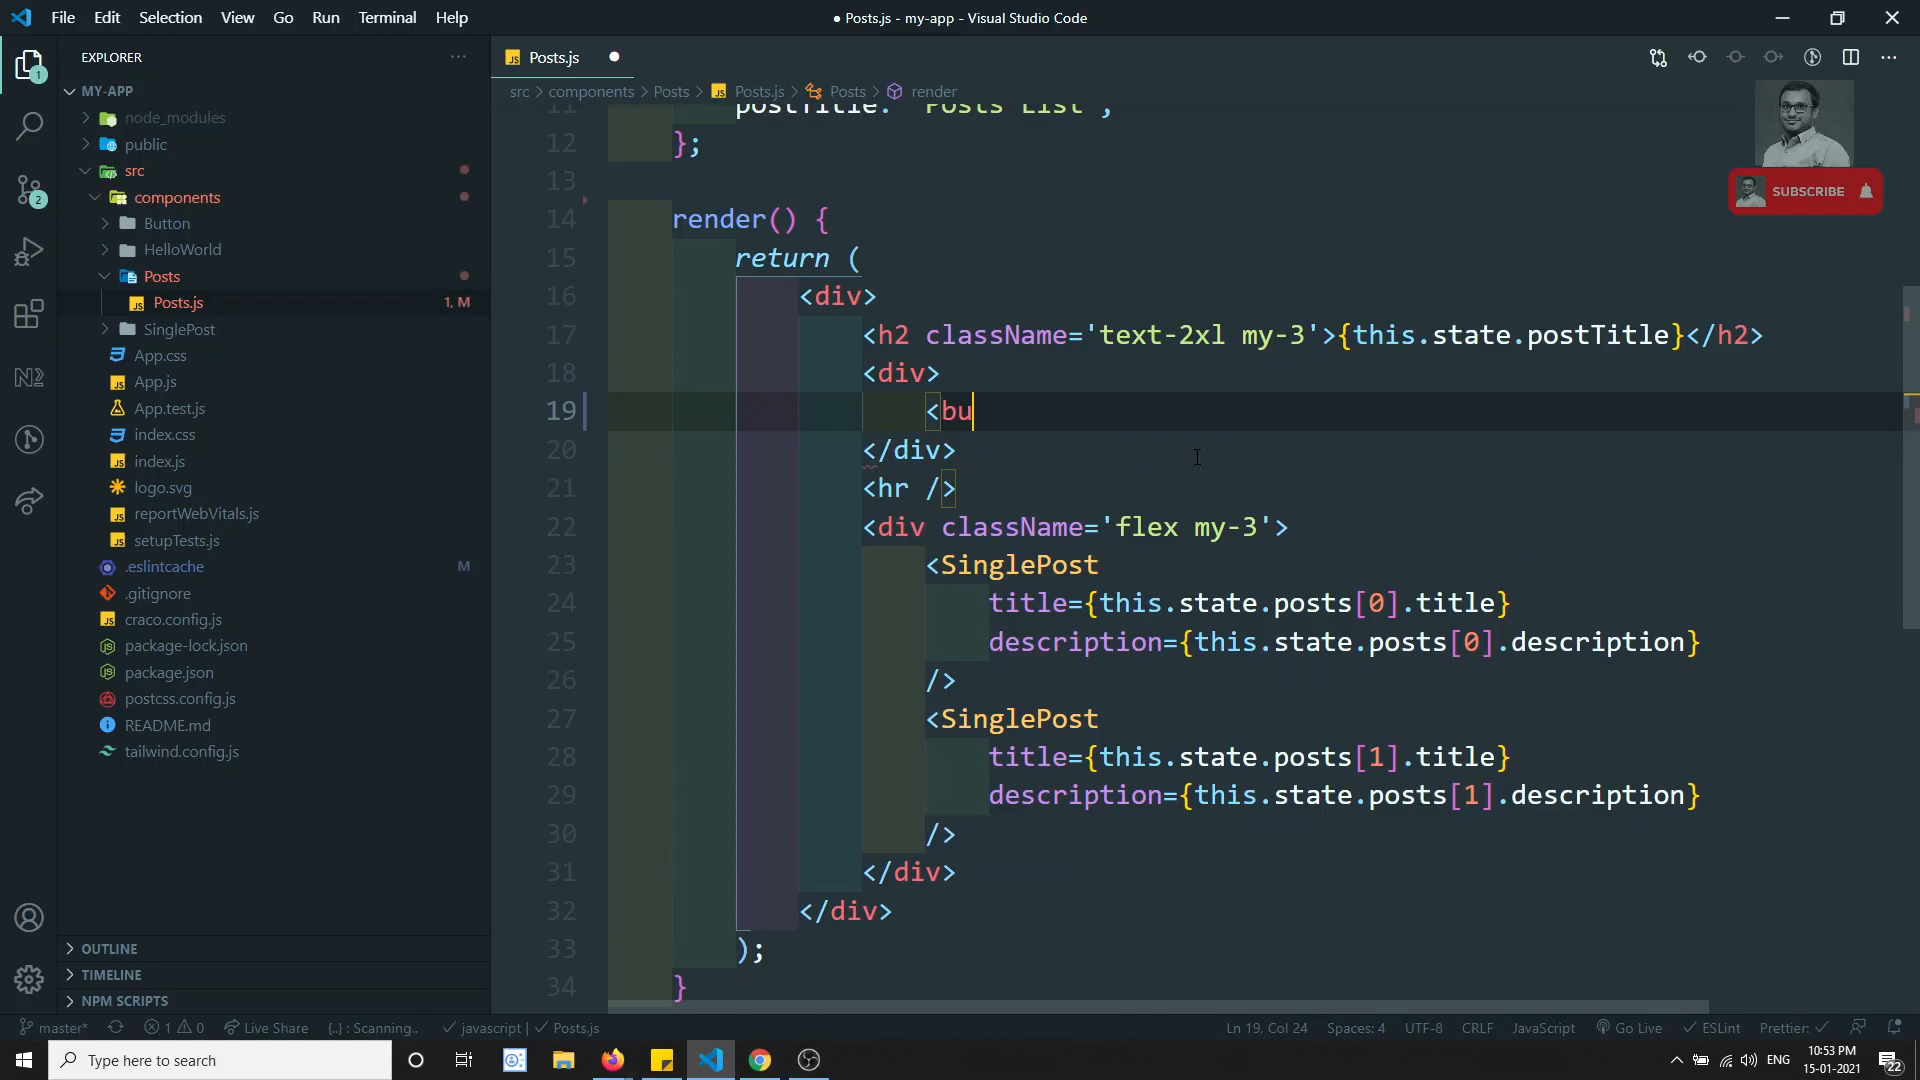 File Edit Selection View Go Run Terminal Help
● Posts.js - my-app - Visual Studio Code
EXPLORER
MY-APP
node_modules
public
src
components
Button
HelloWorld
Posts
Posts.js 1, M
SinglePost
App.css
App.js
App.test.js
index.css
index.js
logo.svg
reportWebVitals.js
setupTests.js
.eslintcache M
.gitignore
craco.config.js
package-lock.json
package.json
postcss.config.js
README.md
tailwind.config.js
OUTLINE
TIMELINE
NPM SCRIPTS
1
2
Posts.js
src > components > Posts > Posts.js > Posts > render
11 postTitle: "Posts List",
12 };
13
14 render() {
15 return (
16 <div>
17 <h2 className='text-2xl my-3'>{this.state.postTitle}</h2>
18 <div>
19 <bu
20 </div>
21 <hr />
22 <div className='flex my-3'>
23 <SinglePost
24 title={this.state.posts[0].title}
25 description={this.state.posts[0].description}
26 />
27 <SinglePost
28 title={this.state.posts[1].title}
29 description={this.state.posts[1].description}
30 />
31 </div>
32 </div>
33 );
34 }
SUBSCRIBE
master* 1 0 Live Share {..} : Scanning.. javascript | Posts.js
Ln 19, Col 24 Spaces: 4 UTF-8 CRLF JavaScript Go Live ESLint Prettier:
Type here to search
ENG
10:53 PM
15-01-2021
22